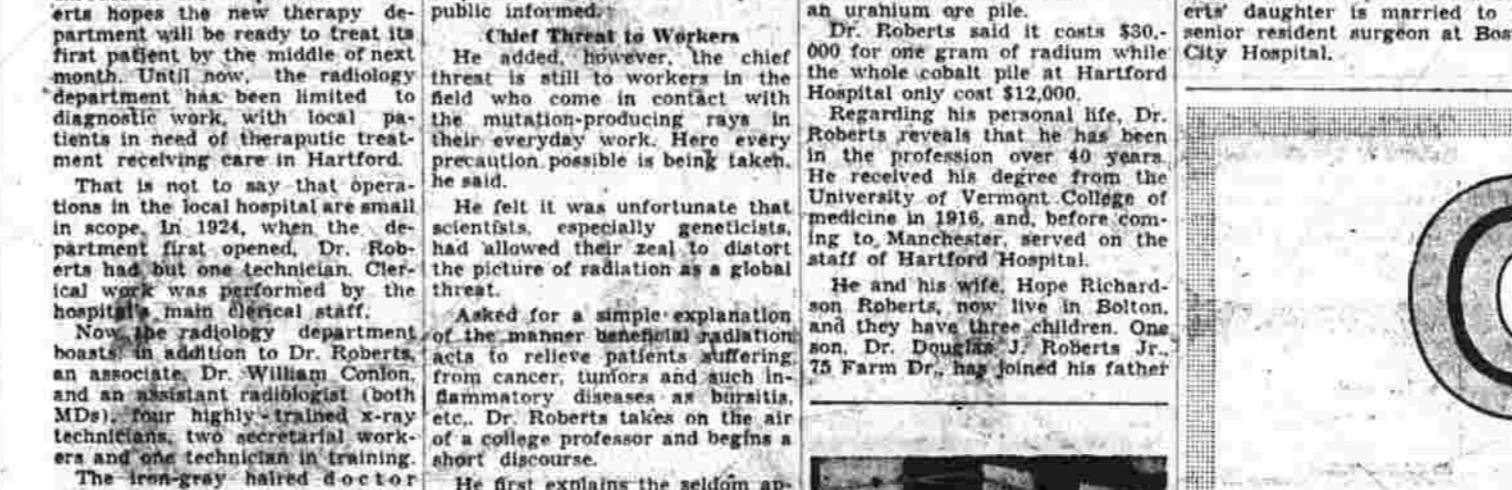 erts hopes the new therapy de-
partment will be ready to treat its
first patient by the middle of next
month. Until now, the radiology
department has been limited to
diagnostic work, with local pa-
tients in need of theraputic treat-
ment receiving care in Hartford.
That is not to say that opera-
tions in the local hospital are small
in scope. In 1924, when the de-
partment first opened, Dr. Rob-
erts had but one technician. Cler-
ical work was performed by the
hospital's main clerical staff.
Now the radiology department
boasts in addition to Dr. Roberts,
an associate, Dr. William Conlon,
and an assistant radiologist (both
MDs), four highly-trained x-ray
technicians, two secretarial work-
ers and one technician in training.
The iron-gray haired doctor
public informed.
Chief Threat to Workers
He added, however, the chief
threat is still to workers in the
field who come in contact with
the mutation-producing rays in
their everyday work. Here every
precaution possible is being takeh,
he said.
He felt it was unfortunate that
scientists, especially geneticists,
had allowed their zeal to distort
the picture of radiation as a global
threat.
Asked for a simple explanation
of the manner beneficial radiation
acts to relieve patients suffering
from cancer, tumors and such in-
flammatory diseases as bursitis,
etc., Dr. Roberts takes on the air
of a college professor and begins a
short discourse.
He first explains the seldom ap-
an urahium ore pile.
Dr. Roberts said it costs $30,-
000 for one gram of radium while
the whole cobalt pile at Hartford
Hospital only cost $12,000.
Regarding his personal life, Dr.
Roberts reveals that he has been
in the profession over 40 years.
He received his degree from the
University of Vermont College of
medicine in 1916, and, before com-
ing to Manchester, served on the
staff of Hartford Hospital.
He and his wife, Hope Richard-
son Roberts, now live in Bolton,
and they have three children. One
son, Dr. Douglas J. Roberts Jr.,
75 Farm Dr., has joined his father
erts' daughter is married to
senior resident surgeon at Bos
City Hospital.